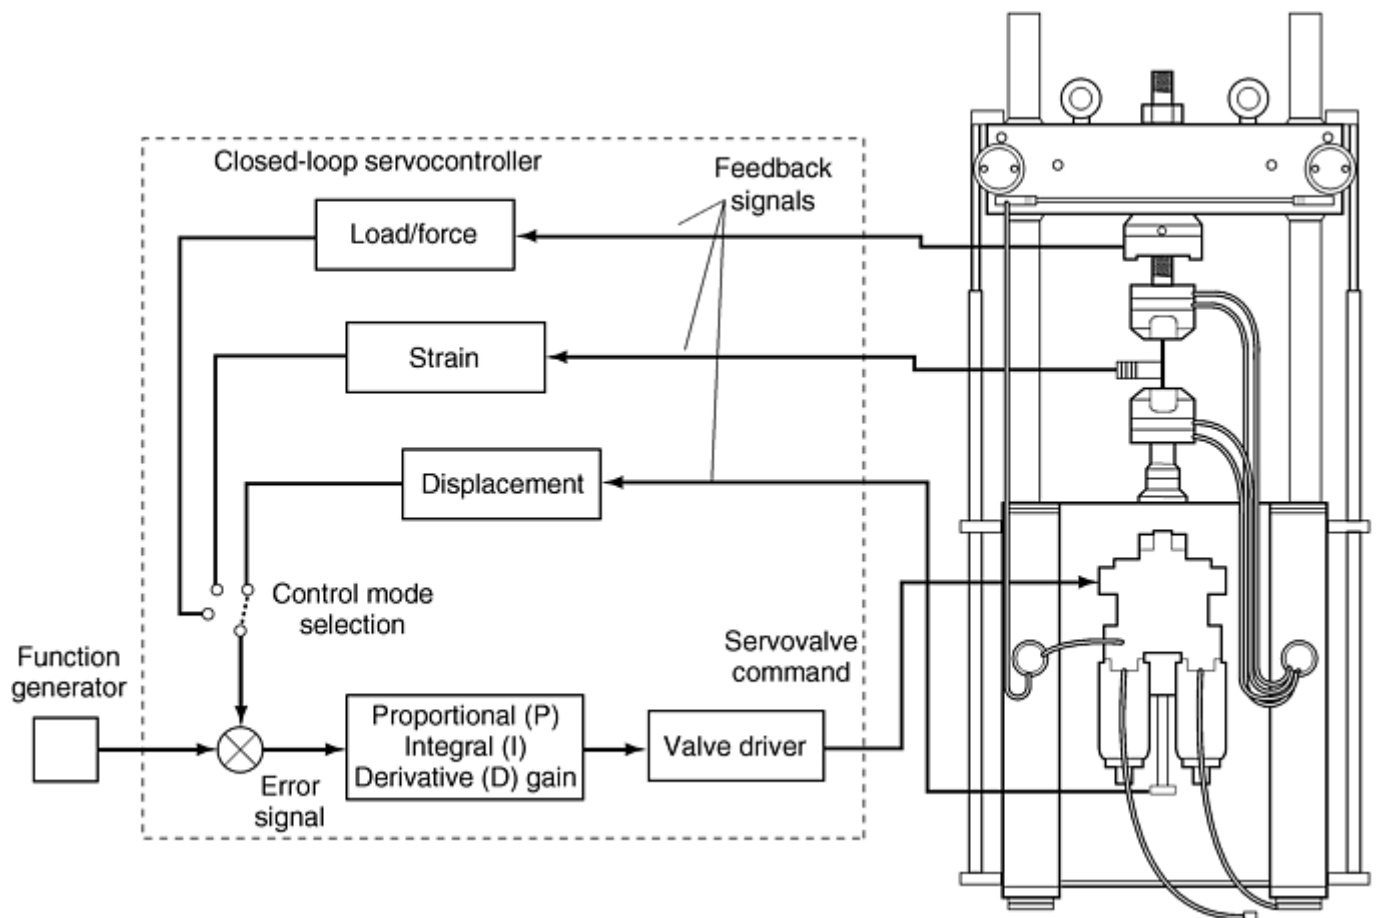 Closed-loop servocontroller
Feedback
signals
Load/force
Strain
Displacement
Control mode
selection
Function
generator
Servovalve
command
Proportional (P)
Integral (I)
Derivative (D) gain
Valve driver
Error
signal